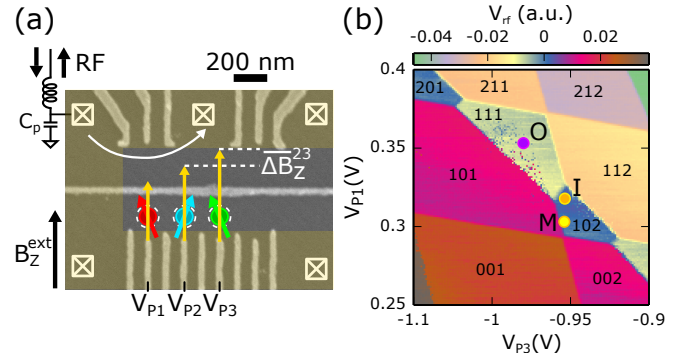 (a)
RF
200 nm
C_p
ΔB_Z^23
B_Z^ext
V_P1 V_P2 V_P3
(b)
V_rf (a.u.)
-0.04 -0.02 0 0.02
0.4
0.35
0.3
0.25
V_P1(V)
201 211 212
111
O
101
112
I
M
102
001
002
-1.1 -1 -0.95 -0.9
V_P3(V)